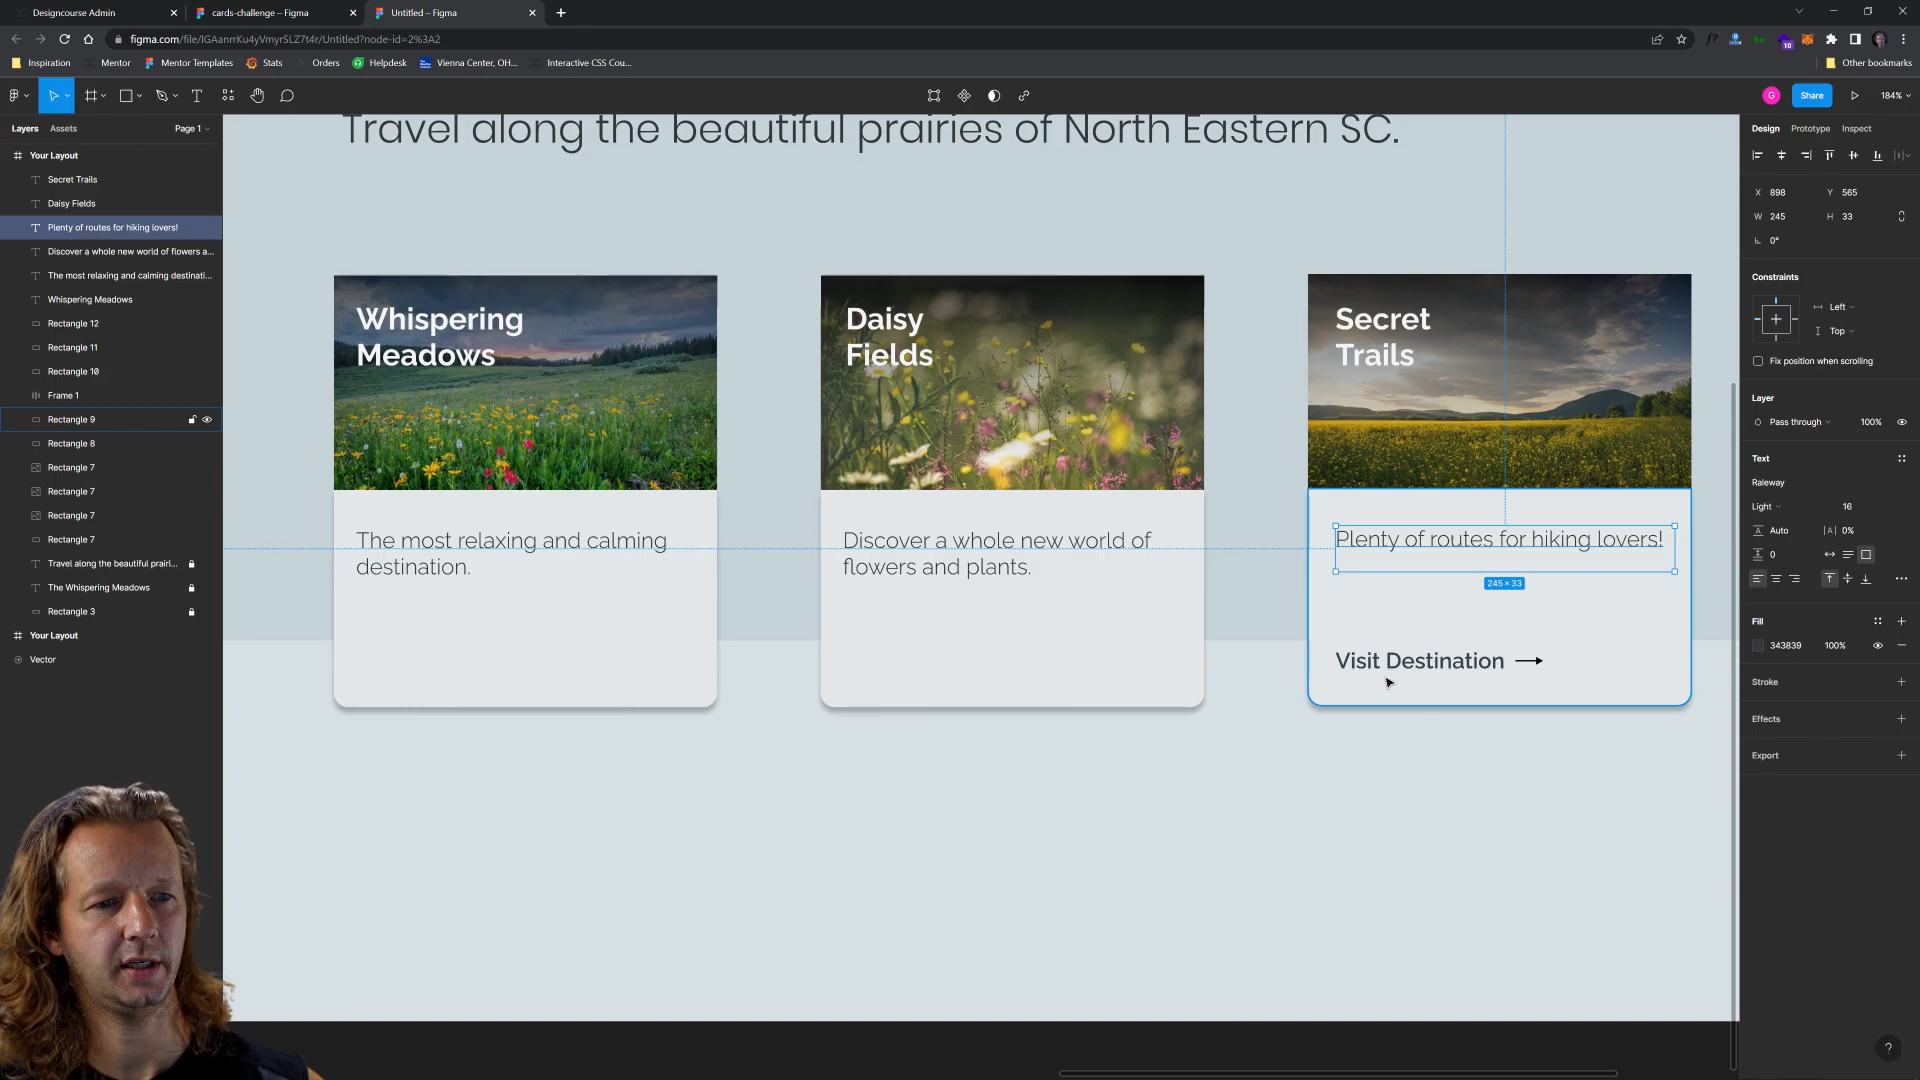 Designcourse Admin
cards-challenge – Figma
Untitled – Figma
figma.com/file/lGAanrrKu4yVmyrSLZ7t4r/Untitled?node-id=2%3A2
Inspiration
Mentor
Mentor Templates
Stats
Orders
Helpdesk
Vienna Center, OH...
Interactive CSS Cou...
Other bookmarks
10
G
Share
184%
Layers
Assets
Page 1
Your Layout
Secret Trails
Daisy Fields
Plenty of routes for hiking lovers!
Discover a whole new world of flowers a...
The most relaxing and calming destinati...
Whispering Meadows
Rectangle 12
Rectangle 11
Rectangle 10
Frame 1
Rectangle 9
Rectangle 8
Rectangle 7
Rectangle 7
Rectangle 7
Rectangle 7
Travel along the beautiful prairi...
The Whispering Meadows
Rectangle 3
Your Layout
Vector
Travel along the beautiful prairies of North Eastern SC.
Whispering
Meadows
The most relaxing and calming
destination.
Daisy
Fields
Discover a whole new world of
flowers and plants.
Secret
Trails
Plenty of routes for hiking lovers!
245 × 33
Visit Destination
Design
Prototype
Inspect
X 898
Y 565
W 245
H 33
0°
Constraints
Left
Top
Fix position when scrolling
Layer
Pass through
100%
Text
Raleway
Light
16
Auto
0%
0
Fill
343839
100%
Stroke
Effects
Export
?